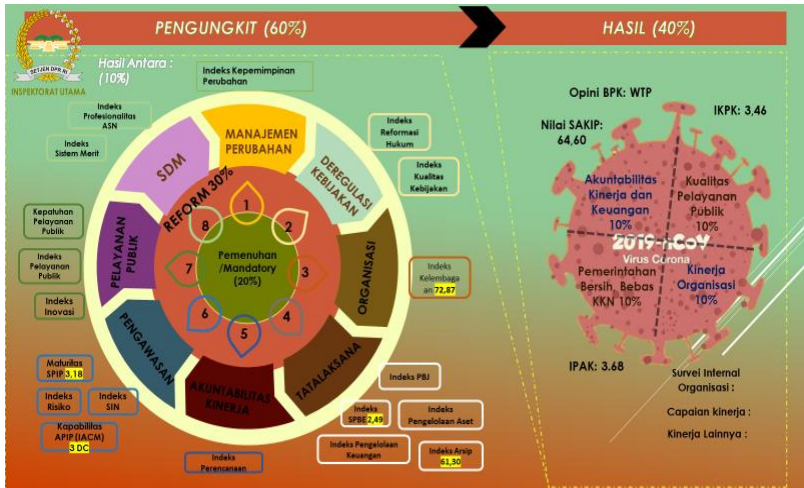 PENGUNGKIT (60%)
HASIL (40%)
SETJEN DPR RI
INSPEKTORAT UTAMA
Hasil Antara :
(10%)
Indeks Kepemimpinan
Perubahan
Indeks
Profesionalitas
ASN
Indeks
Sistem Merit
Indeks
Reformasi
Hukum
Indeks
Kualitas
Kebijakan
MANAJEMEN
PERUBAHAN
DEREGULASI
KEBIJAKAN
ORGANISASI
TATALAKSANA
AKUNTABILITAS
KINERJA
PENGAWASAN
PELAYANAN
PUBLIK
SDM
REFORM 30%
1
2
3
4
5
6
7
8
Pemenuhan
/Mandatory
(20%)
Kepatuhan
Pelayanan
Publik
Indeks
Pelayanan
Publik
Indeks
Inovasi
Indeks
Kelembaga
an 72,87
Maturitas
SPIP 3,18
Indeks
Risiko
Indeks
SIN
Kapabilitas
APIP (IACM)
3 DC
Indeks
Perencanaan
Indeks PBJ
Indeks
SPBE 2,49
Indeks
Pengelolaan Aset
Indeks Pengelolaan
Keuangan
Indeks Arsip
61,30
Opini BPK: WTP
IKPK: 3,46
Nilai SAKIP:
64,60
Akuntabilitas
Kinerja dan
Keuangan
10%
Kualitas
Pelayanan
Publik
10%
2019-nCoV
Virus Corona
Pemerintahan
Bersih, Bebas
KKN 10%
Kinerja
Organisasi
10%
IPAK: 3.68
Survei Internal
Organisasi :
Capaian kinerja :
Kinerja Lainnya :